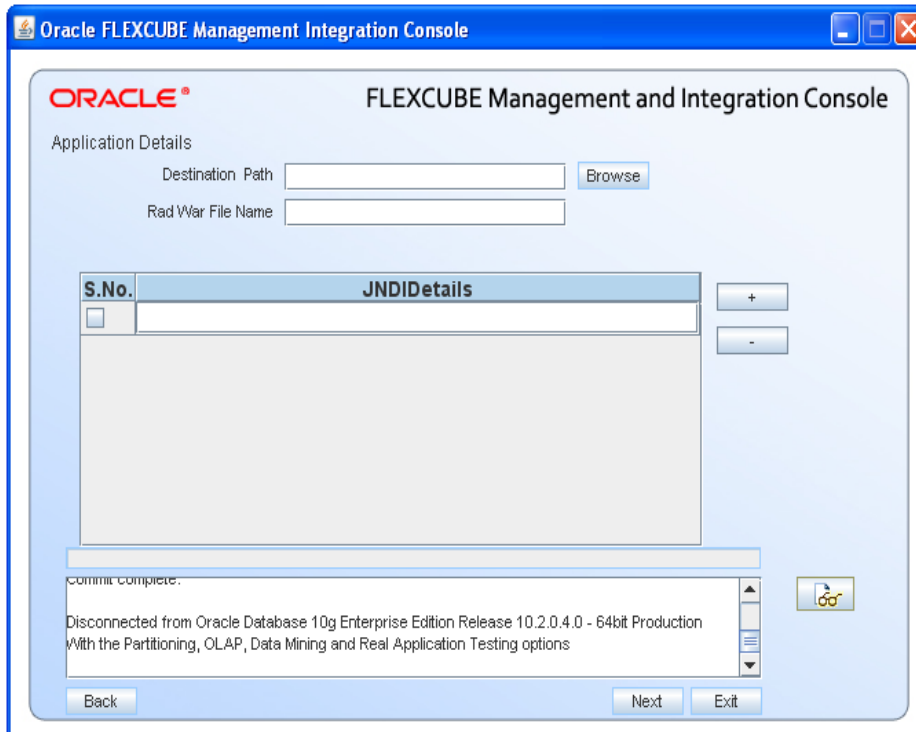 Oracle FLEXCUBE Management Integration Console
ORACLE®
FLEXCUBE Management and Integration Console
Application Details
Destination Path
Browse
Rad War File Name
S.No. JNDIDetails
+
-
Commit complete.
Disconnected from Oracle Database 10g Enterprise Edition Release 10.2.0.4.0 - 64bit Production
With the Partitioning, OLAP, Data Mining and Real Application Testing options
Back
Next
Exit